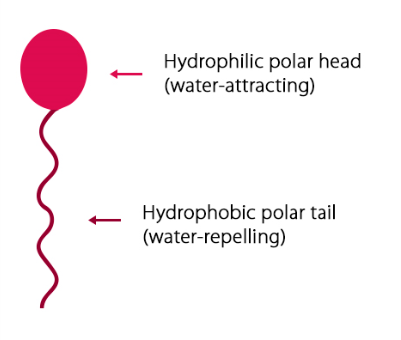 Hydrophilic polar head
(water-attracting)
Hydrophobic polar tail
(water-repelling)